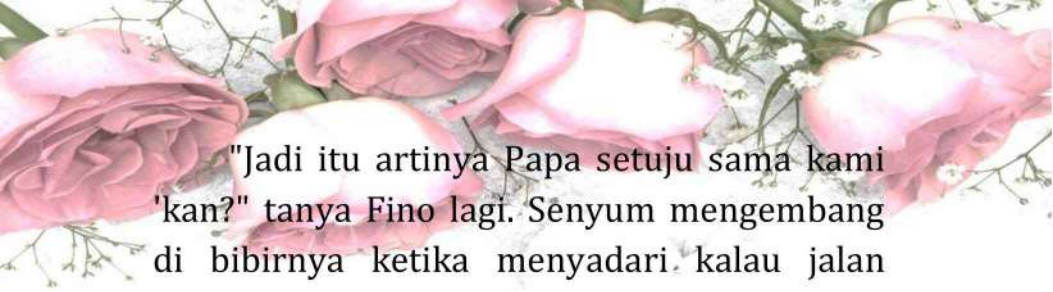 "Jadi itu artinya Papa setuju sama kami
'kan?" tanya Fino lagi. Senyum mengembang
di bibirnya ketika menyadari kalau jalan